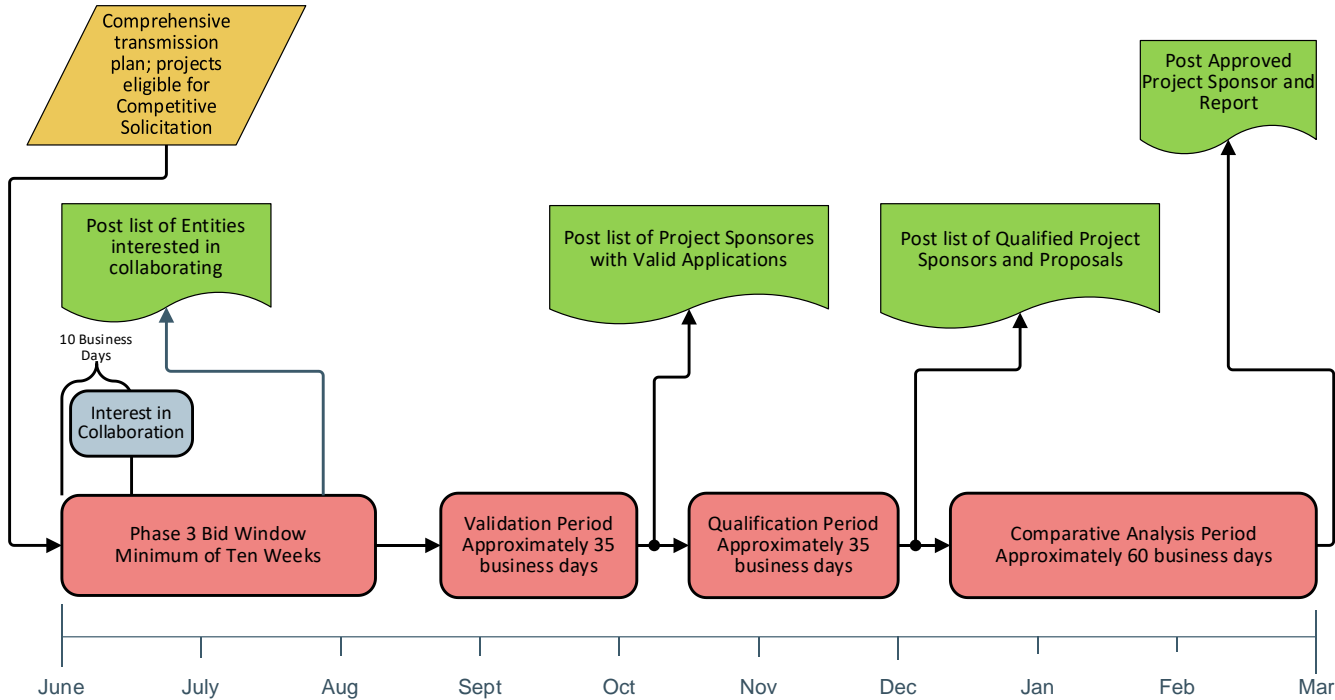 Comprehensive
transmission
plan; projects
eligible for
Competitive
Solicitation
Post Approved
Project Sponsor and
Report
Post list of Entities
interested in
collaborating
Post list of Project Sponsores
with Valid Applications
Post list of Qualified Project
Sponsors and Proposals
10 Business
Days
Interest in
Collaboration
Phase 3 Bid Window
Minimum of Ten Weeks
Validation Period
Approximately 35
business days
Qualification Period
Approximately 35
business days
Comparative Analysis Period
Approximately 60 business days
June July Aug Sept Oct Nov Dec Jan Feb Mar